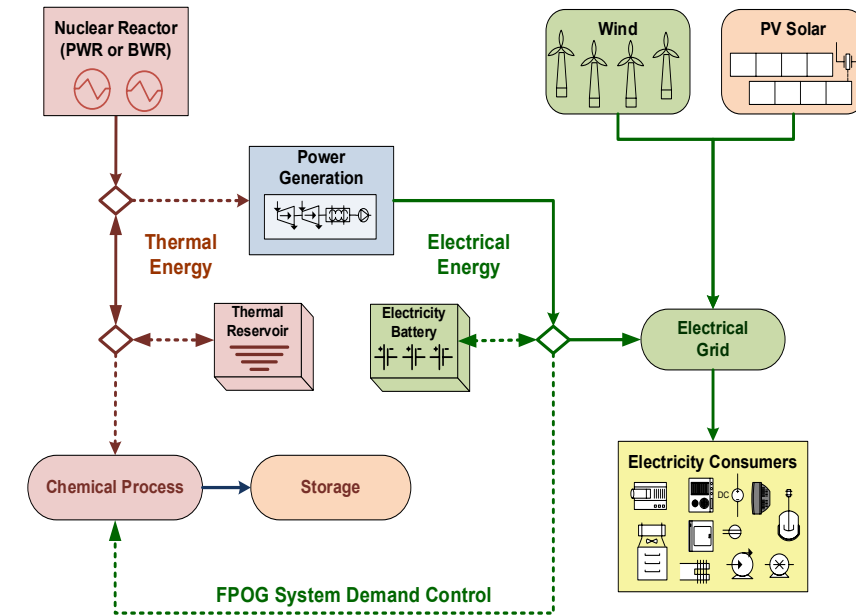 Nuclear Reactor
(PWR or BWR)
Wind
PV Solar
Power
Generation
Thermal
Energy
Electrical
Energy
Thermal
Reservoir
Electricity
Battery
Electrical
Grid
Chemical Process
Storage
Electricity Consumers
DC
FPOG System Demand Control